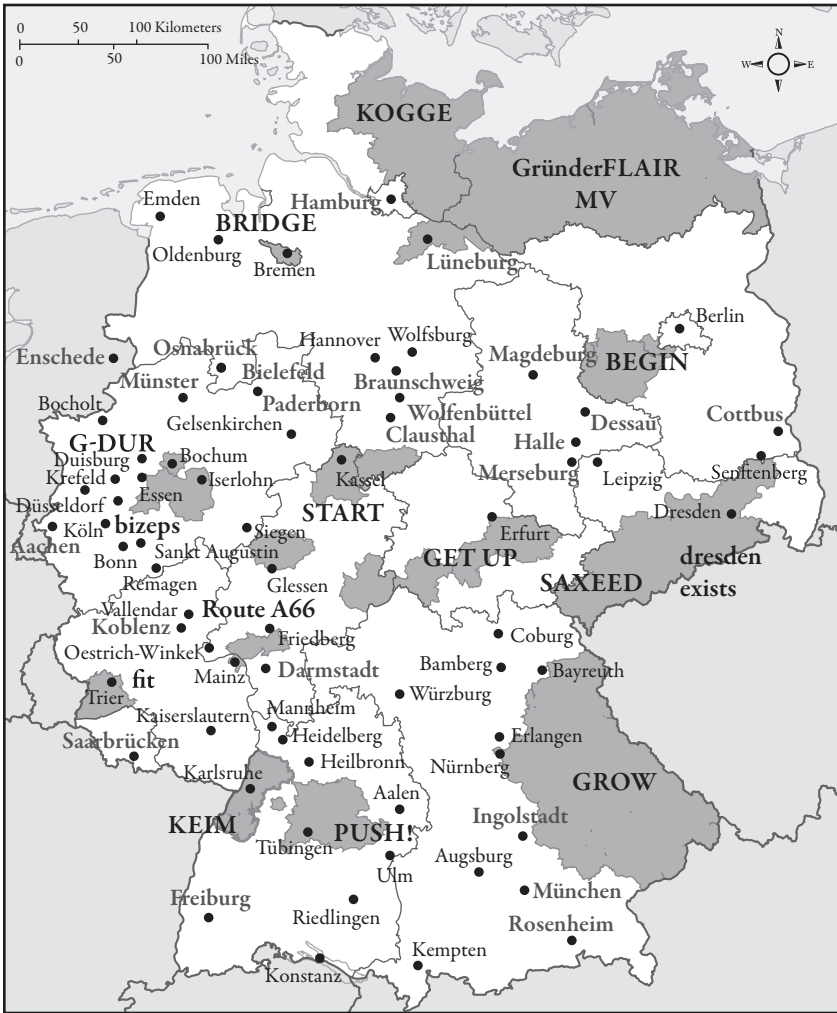 0 50 100 Kilometers
0 50 100 Miles
N
W E
S
KOGGE
GründerFLAIR
MV
Hamburg
Emden
BRIDGE
Oldenburg
Bremen
Lüneburg
Berlin
Hannover
Wolfsburg
Enschede
Osnabrück
Magdeburg
BEGIN
Bielefeld
Münster
Braunschweig
Paderborn
Bocholt
Wolfenbüttel
Dessau
Cottbus
Gelsenkirchen
Clausthal
G-DUR
Halle
Duisburg
Bochum
Merseburg
Leipzig
Senftenberg
Krefeld
Essen
Iserlohn
Kassel
Düsseldorf
START
Dresden
Köln
bizeps
Siegen
Erfurt
Aachen
Bonn
Sankt Augustin
GET UP
dresden
exists
Remagen
Glessen
SAXEED
Vallendar
Route A66
Koblenz
Friedberg
Coburg
Oestrich-Winkel
Mainz
Darmstadt
Bamberg
Bayreuth
fit
Trier
Würzburg
Kaiserslautern
Mannheim
Heidelberg
Erlangen
Saarbrücken
Heilbronn
Nürnberg
Karlsruhe
GROW
Aalen
KEIM
PUSH!
Ingolstadt
Tübingen
Ulm
Augsburg
Freiburg
München
Riedlingen
Rosenheim
Kempten
Konstanz